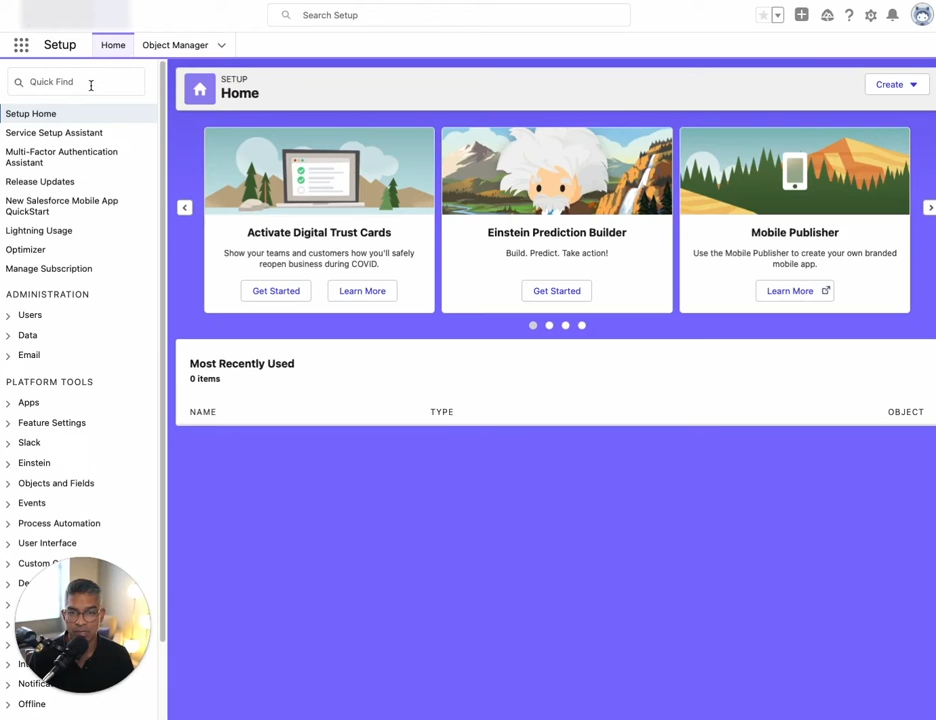 Search Setup
Setup
Home
Object Manager
Quick Find
Setup Home
Service Setup Assistant
Multi-Factor Authentication
Assistant
Release Updates
New Salesforce Mobile App
QuickStart
Lightning Usage
Optimizer
Manage Subscription
ADMINISTRATION
Users
Data
Email
PLATFORM TOOLS
Apps
Feature Settings
Slack
Einstein
Objects and Fields
Events
Process Automation
User Interface
Custom
Offline
SETUP
Home
Create
Activate Digital Trust Cards
Show your teams and customers how you'll safely
reopen business during COVID.
Get Started
Learn More
Einstein Prediction Builder
Build. Predict. Take action!
Get Started
Mobile Publisher
Use the Mobile Publisher to create your own branded
mobile app.
Learn More
Most Recently Used
0 items
NAME
TYPE
OBJECT